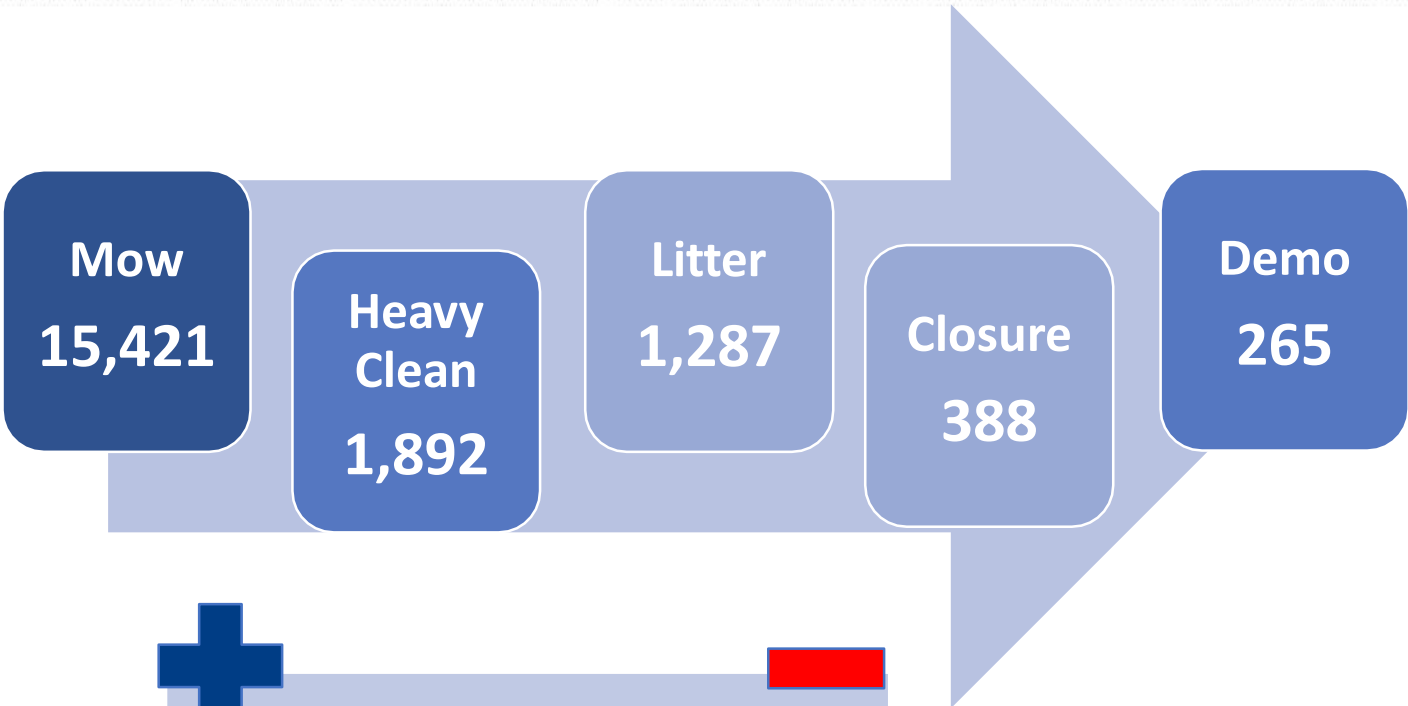 Mow
15,421
Heavy
Clean
1,892
Litter
1,287
Closure
388
Demo
265